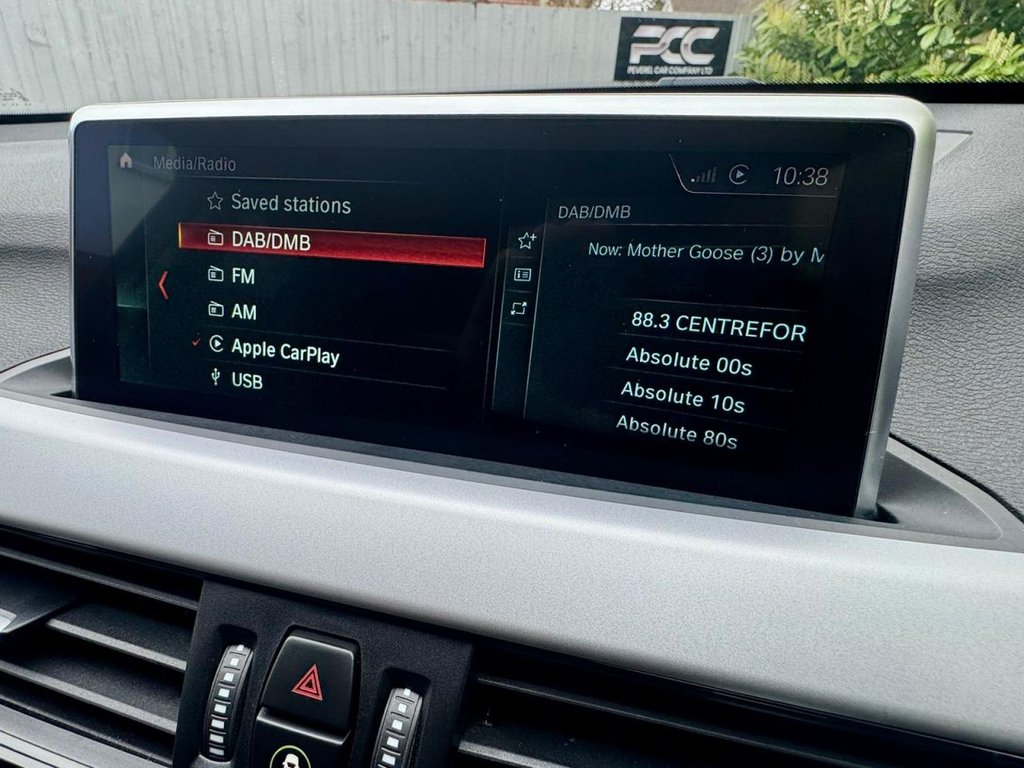 PCC
PEVEREL CAR COMPANY LTD
Media/Radio
10:38
Saved stations
DAB/DMB
FM
AM
Apple CarPlay
USB
DAB/DMB
Now: Mother Goose (3) by M
88.3 CENTREFOR
Absolute 00s
Absolute 10s
Absolute 80s